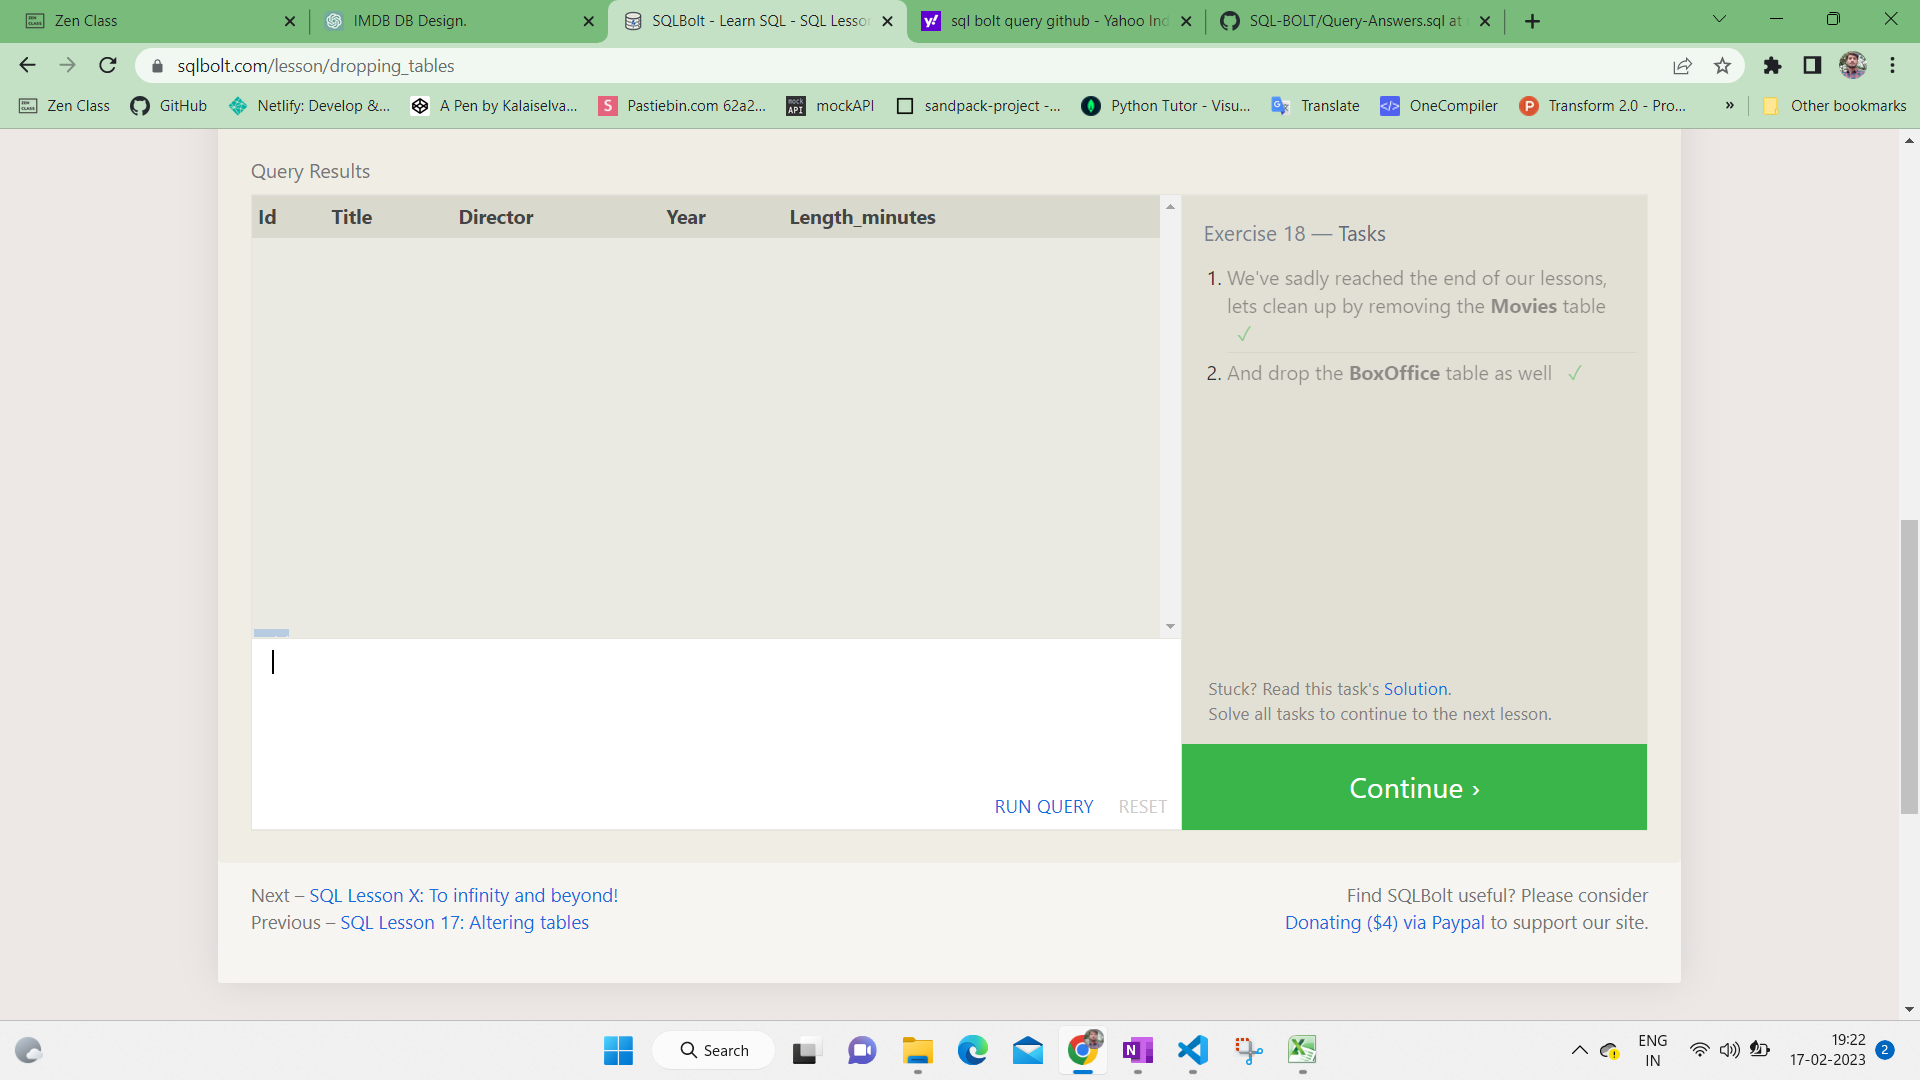 Zen Class
IMDB DB Design.
SQLBolt - Learn SQL - SQL Lesson
sql bolt query github - Yahoo Ind
SQL-BOLT/Query-Answers.sql at
sqlbolt.com/lesson/dropping_tables
Zen Class
GitHub
Netlify: Develop &...
A Pen by Kalaiselva...
Pastiebin.com 62a2...
mockAPI
sandpack-project -...
Python Tutor - Visu...
Translate
OneCompiler
Transform 2.0 - Pro...
»
Other bookmarks
Query Results
Id Title Director Year Length_minutes
Exercise 18 — Tasks
1. We've sadly reached the end of our lessons,
lets clean up by removing the Movies table
✓
2. And drop the BoxOffice table as well ✓
Stuck? Read this task's Solution.
Solve all tasks to continue to the next lesson.
RUN QUERY RESET
Continue ›
Next – SQL Lesson X: To infinity and beyond!
Previous – SQL Lesson 17: Altering tables
Find SQLBolt useful? Please consider
Donating ($4) via Paypal to support our site.
Search
ENG
IN
19:22
17-02-2023
2